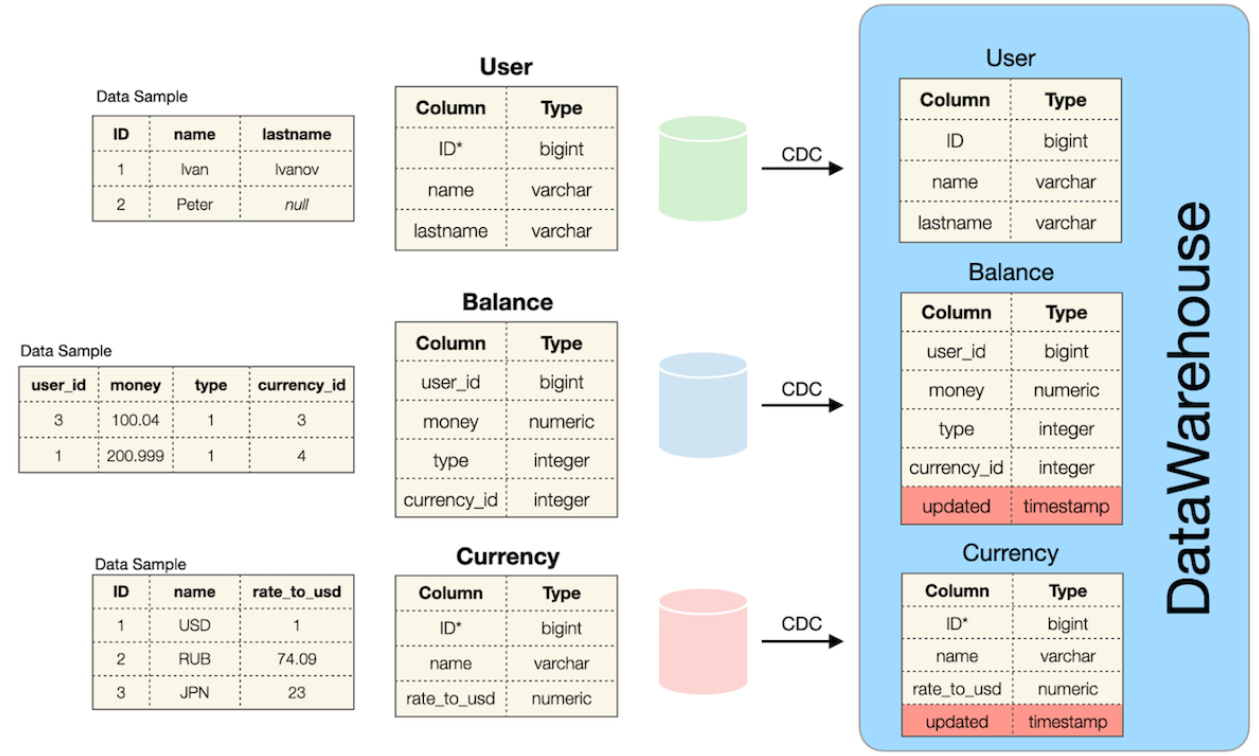 Data Sample
ID name lastname
1 Ivan Ivanov
2 Peter null
User
Column Type
ID* bigint
name varchar
lastname varchar
CDC
User
Column Type
ID bigint
name varchar
lastname varchar
Data Sample
user_id money type currency_id
3 100.04 1 3
1 200.999 1 4
Balance
Column Type
user_id bigint
money numeric
type integer
currency_id integer
CDC
Balance
Column Type
user_id bigint
money numeric
type integer
currency_id integer
updated timestamp
Data Sample
ID name rate_to_usd
1 USD 1
2 RUB 74.09
3 JPN 23
Currency
Column Type
ID* bigint
name varchar
rate_to_usd numeric
CDC
Currency
Column Type
ID* bigint
name varchar
rate_to_usd numeric
updated timestamp
DataWarehouse